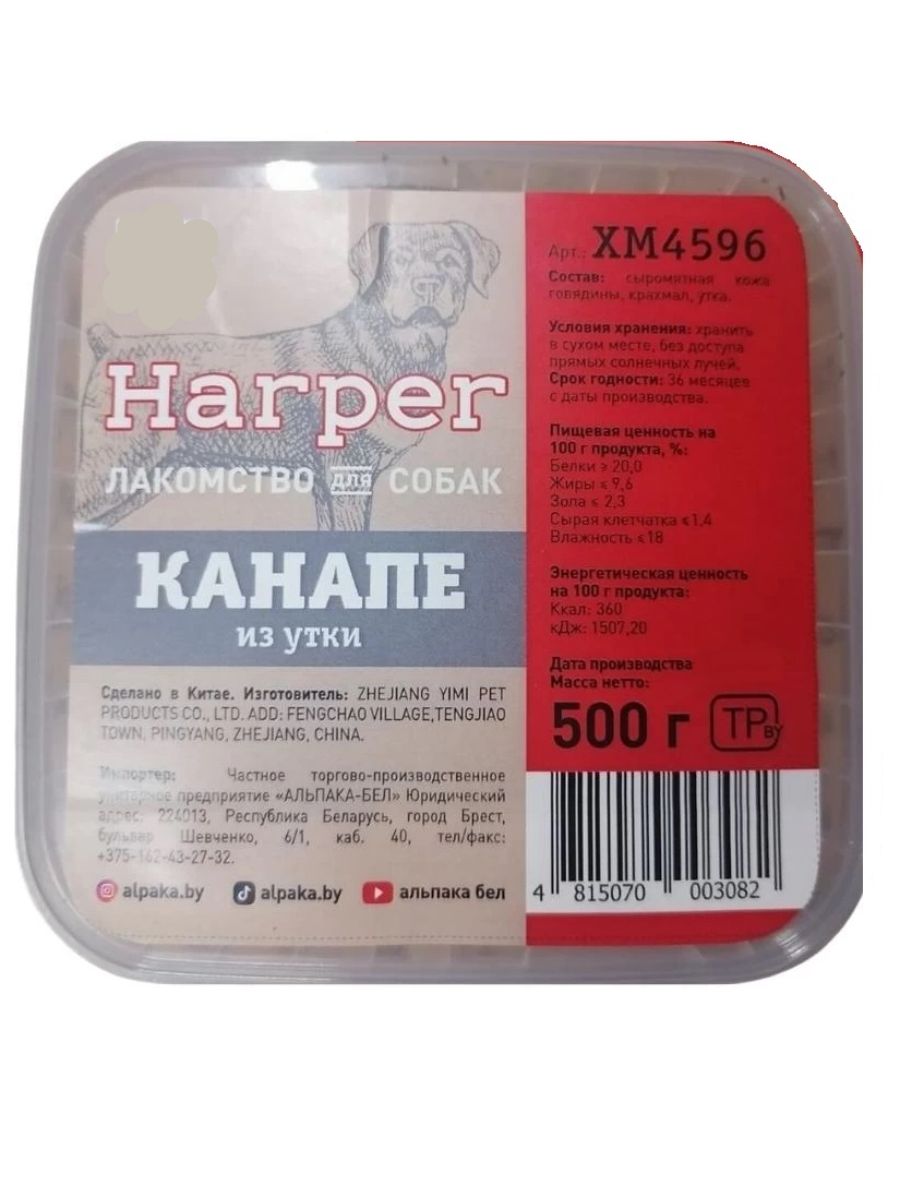 Harper
ЛАКОМСТВО ДЛЯ СОБАК
КАНАПЕ
из утки
Сделано в Китае. Изготовитель: ZHEJIANG YIMI PET
PRODUCTS CO., LTD. ADD: FENGCHAO VILLAGE,TENGJIAO
TOWN, PINGYANG, ZHEJIANG, CHINA.
Импортер: Частное торгово-производственное
унитарное предприятие «АЛЬПАКА-БЕЛ» Юридический
адрес: 224013, Республика Беларусь, город Брест,
бульвар Шевченко, 6/1, каб. 40, тел/факс:
+375-162-43-27-32.
alpaka.by alpaka.by альпака бел
Арт.: XM4596
Состав: сыромятная кожа
говядины, крахмал, утка.
Условия хранения: хранить
в сухом месте, без доступа
прямых солнечных лучей.
Срок годности: 36 месяцев
с даты производства.
Пищевая ценность на
100 г продукта, %:
Белки ≥ 20,0
Жиры ≤ 9,6
Зола ≤ 2,3
Сырая клетчатка ≤1,4
Влажность ≤18
Энергетическая ценность
на 100 г продукта:
Ккал: 360
кДж: 1507,20
Дата производства
Масса нетто:
500 г TPBY
4 815070 003082